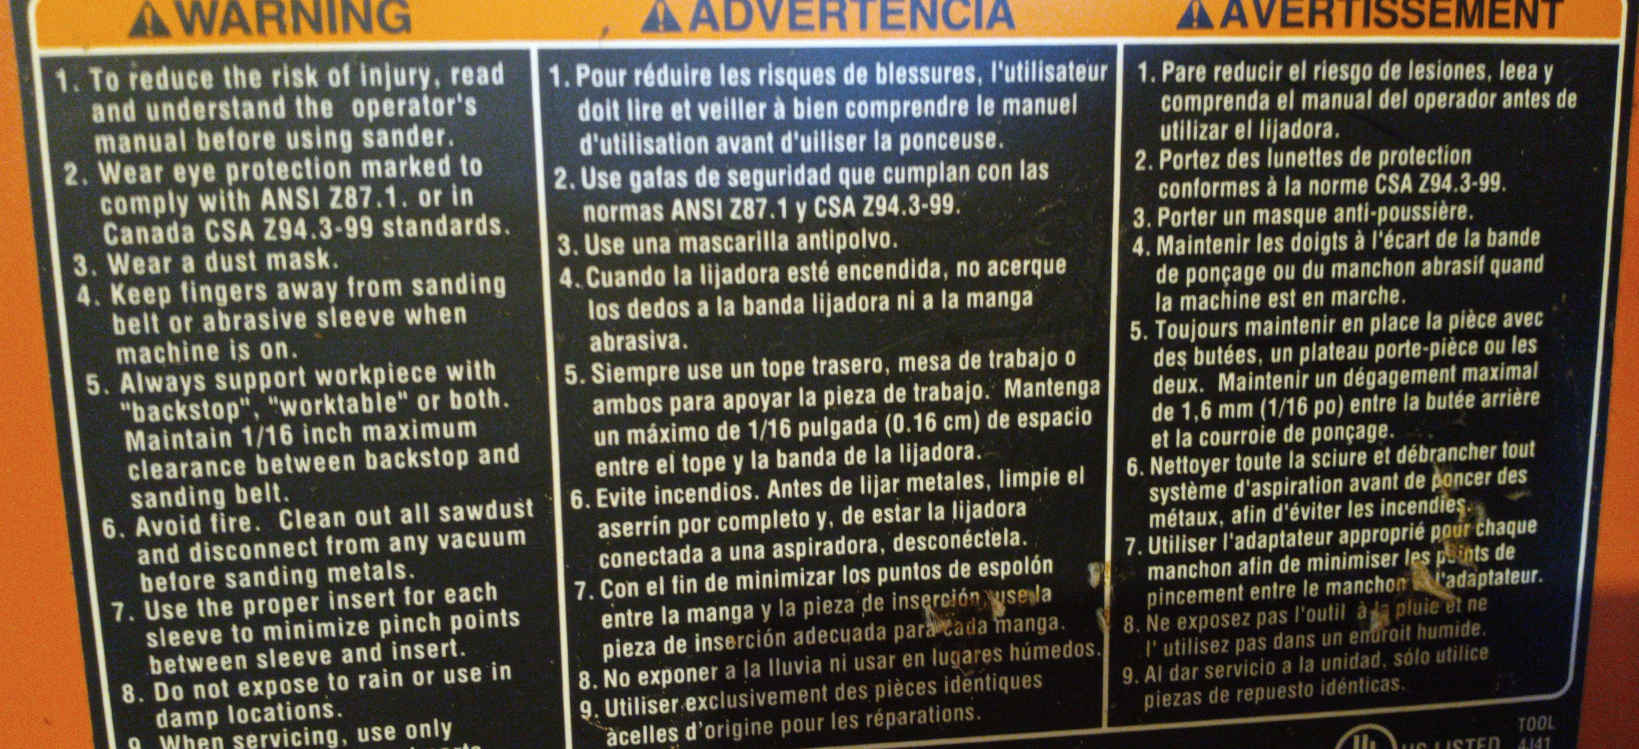 WARNING
1. To reduce the risk of injury, read
and understand the operator's
manual before using sander.
2. Wear eye protection marked to
comply with ANSI Z87.1. or in
Canada CSA Z94.3-99 standards.
3. Wear a dust mask.
4. Keep fingers away from sanding
belt or abrasive sleeve when
machine is on.
5. Always support workpiece with
"backstop", "worktable" or both.
Maintain 1/16 inch maximum
clearance between backstop and
sanding belt.
6. Avoid fire. Clean out all sawdust
and disconnect from any vacuum
before sanding metals.
7. Use the proper insert for each
sleeve to minimize pinch points
between sleeve and insert.
8. Do not expose to rain or use in
damp locations.
9. When servicing, use only
ADVERTENCIA
1. Pour réduire les risques de blessures, l'utilisateur
doit lire et veiller à bien comprendre le manuel
d'utilisation avant d'uiliser la ponceuse.
2. Use gafas de seguridad que cumplan con las
normas ANSI Z87.1 y CSA Z94.3-99.
3. Use una mascarilla antipolvo.
4. Cuando la lijadora esté encendida, no acerque
los dedos a la banda lijadora ni a la manga
abrasiva.
5. Siempre use un tope trasero, mesa de trabajo o
ambos para apoyar la pieza de trabajo. Mantenga
un máximo de 1/16 pulgada (0.16 cm) de espacio
entre el tope y la banda de la lijadora.
6. Evite incendios. Antes de lijar metales, limpie el
aserrín por completo y, de estar la lijadora
conectada a una aspiradora, desconéctela.
7. Con el fin de minimizar los puntos de espolón
entre la manga y la pieza de inserción, use la
pieza de inserción adecuada para cada manga.
8. No exponer a la lluvia ni usar en lugares húmedos.
9. Utiliser exclusivement des pièces identiques
àcelles d'origine pour les réparations.
AVERTISSEMENT
1. Pare reducir el riesgo de lesiones, leea y
comprenda el manual del operador antes de
utilizar el lijadora.
2. Portez des lunettes de protection
conformes à la norme CSA Z94.3-99.
3. Porter un masque anti-poussière.
4. Maintenir les doigts à l'écart de la bande
de ponçage ou du manchon abrasif quand
la machine est en marche.
5. Toujours maintenir en place la pièce avec
des butées, un plateau porte-pièce ou les
deux. Maintenir un dégagement maximal
de 1,6 mm (1/16 po) entre la butée arrière
et la courroie de ponçage.
6. Nettoyer toute la sciure et débrancher tout
système d'aspiration avant de poncer des
métaux, afin d'éviter les incendies.
7. Utiliser l'adaptateur approprié pour chaque
manchon afin de minimiser les points de
pincement entre le manchon l'adaptateur.
8. Ne exposez pas l'outil à la pluie et ne
l' utilisez pas dans un endroit humide.
9. Al dar servicio a la unidad, sólo utilice
piezas de repuesto idénticas.
UL US LISTED
TOOL
4J41